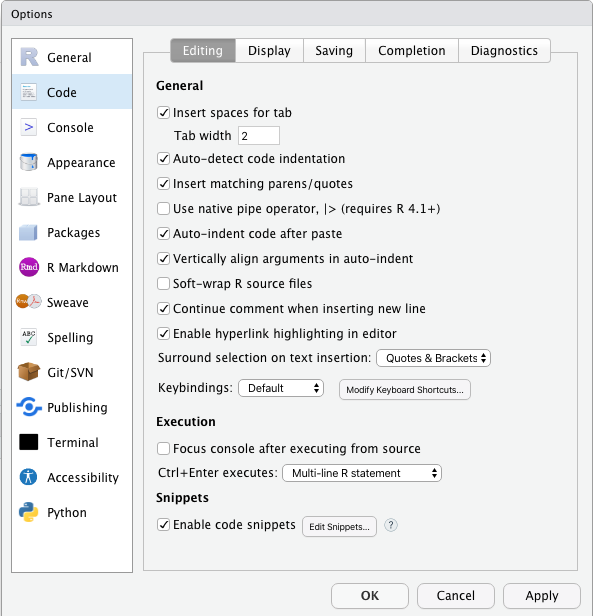 Options
General
Code
Console
Appearance
Pane Layout
Packages
Rmd R Markdown
Sweave
ABC Spelling
Git/SVN
Publishing
Terminal
Accessibility
Python
Editing Display Saving Completion Diagnostics
General
Insert spaces for tab
Tab width 2
Auto-detect code indentation
Insert matching parens/quotes
Use native pipe operator, |> (requires R 4.1+)
Auto-indent code after paste
Vertically align arguments in auto-indent
Soft-wrap R source files
Continue comment when inserting new line
Enable hyperlink highlighting in editor
Surround selection on text insertion: Quotes & Brackets
Keybindings: Default Modify Keyboard Shortcuts...
Execution
Focus console after executing from source
Ctrl+Enter executes: Multi-line R statement
Snippets
Enable code snippets Edit Snippets... ?
OK Cancel Apply